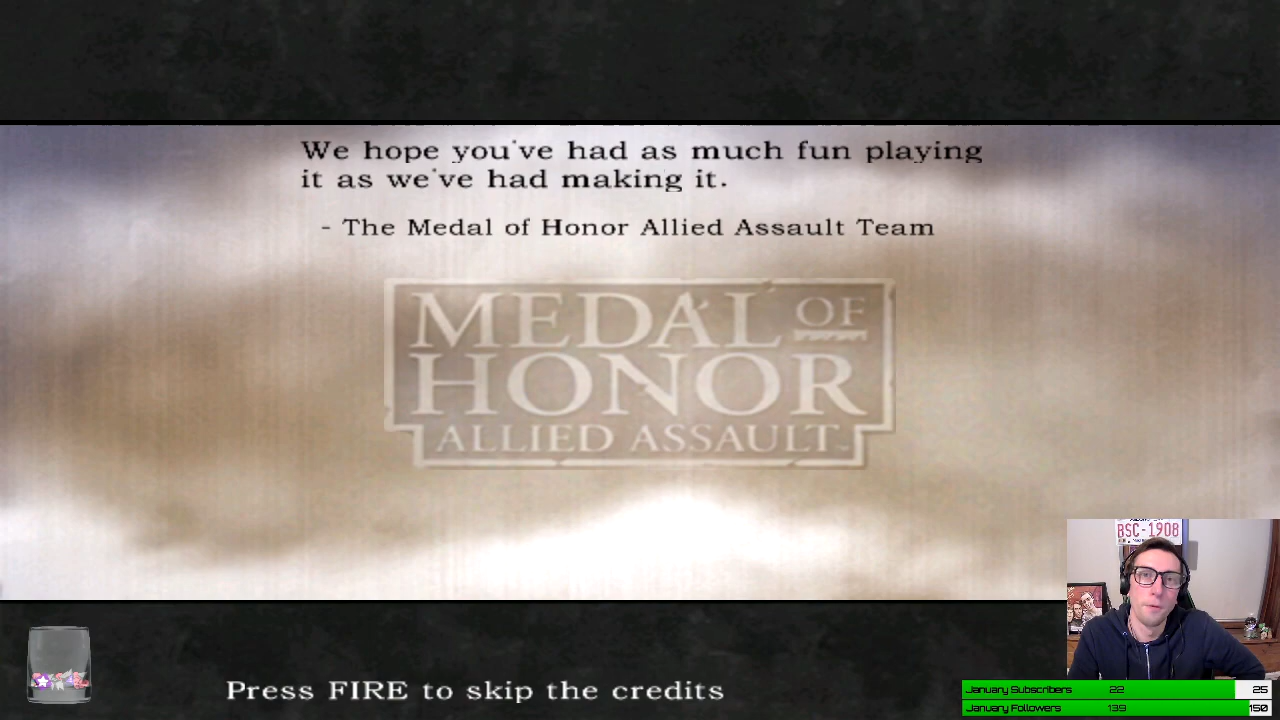 We hope you've had as much fun playing
it as we've had making it.
- The Medal of Honor Allied Assault Team
MEDAL OF
HONOR
ALLIED ASSAULT
BSC-1908
Press FIRE to skip the credits
January Subscribers 22 25
January Followers 139 150